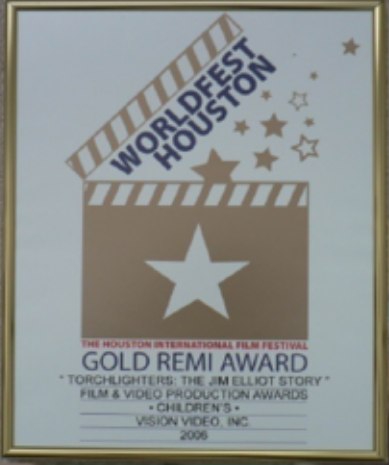 WORLDFEST
HOUSTON
THE HOUSTON INTERNATIONAL FILM FESTIVAL
GOLD REMI AWARD
"TORCHLIGHTERS: THE JIM ELLIOT STORY"
FILM & VIDEO PRODUCTION AWARDS
• CHILDREN'S •
VISION VIDEO, INC.
2006